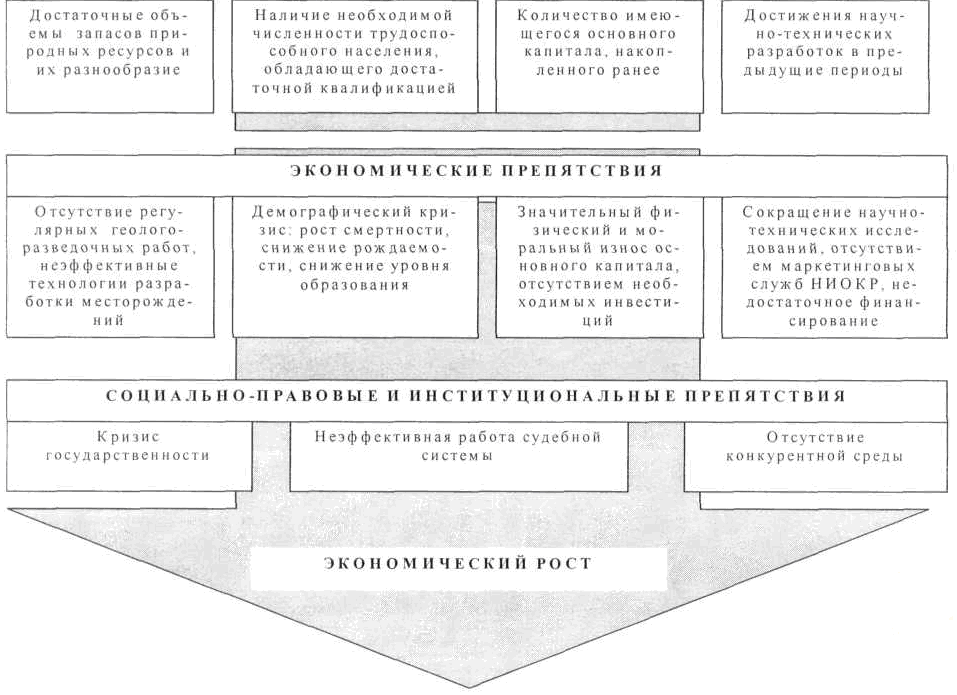 Достаточные объ-
емы запасов при-
родных ресурсов и
их разнообразие
Наличие необходимой
численности трудоспо-
собного населения,
обладающего доста-
точной квалификацией
Количество имею-
щегося основного
капитала, накоп-
ленного ранее
Достижения науч-
но-технических
разработок в пре-
дыдущие периоды
ЭКОНОМИЧЕСКИЕ ПРЕПЯТСТВИЯ
Отсутствие регу-
лярных геолого-
разведочных работ,
неэффективные
технологии разра-
ботки месторожде-
ний
Демографический кри-
зис: рост смертности,
снижение рождаемо-
сти, снижение уровня
образования
Значительный фи-
зический и мо-
ральный износ ос-
новного капитала,
отсутствием необ-
ходимых инвести-
ций
Сокращение научно-
технических иссле-
дований, отсутстви-
ем маркетинговых
служб НИОКР, не-
достаточное финан-
сирование
СОЦИАЛЬНО-ПРАВОВЫЕ И ИНСТИТУЦИОНАЛЬНЫЕ ПРЕПЯТСТВИЯ
Кризис
государственности
Неэффективная работа судебной
системы
Отсутствие
конкурентной среды
ЭКОНОМИЧЕСКИЙ РОСТ